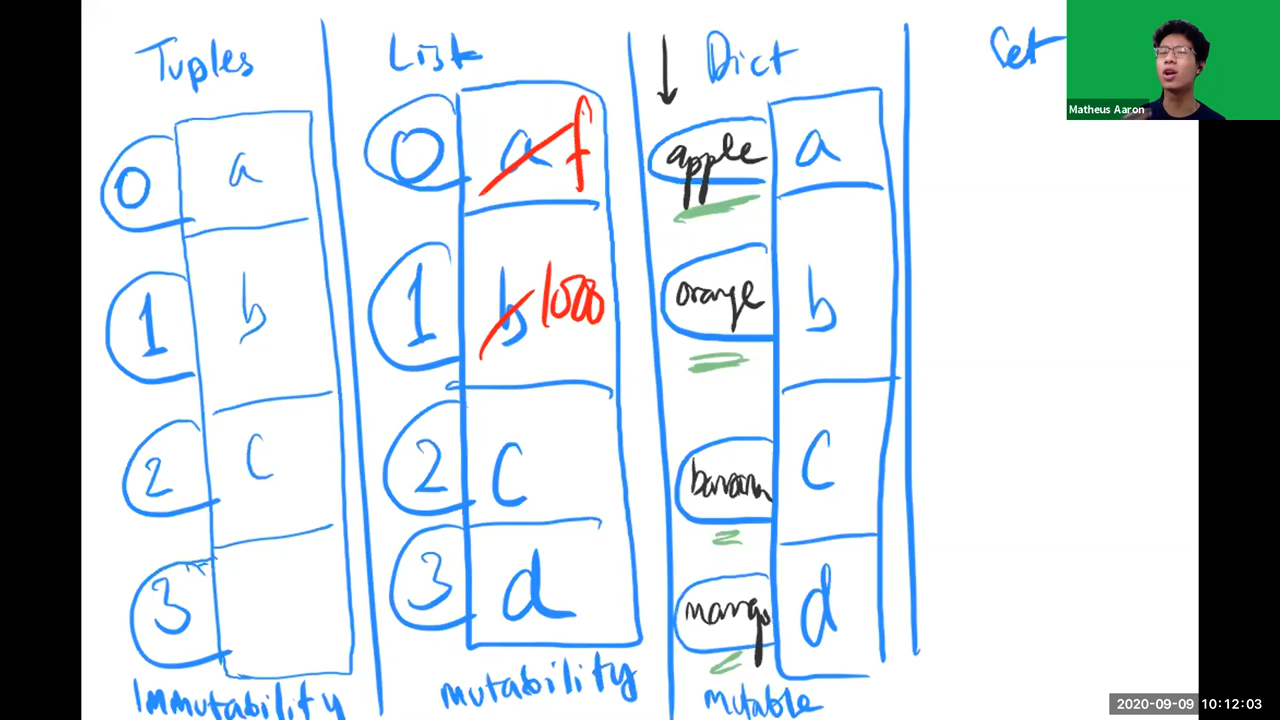 Tuples
List
Dict
Set
Matheus Aaron
0 a
1 b
2 c
3
Immutability
0 a f
1 b 1000
2 c
3 d
mutability
apple a
orange b
banana c
mango d
mutable
2020-09-09 10:12:03